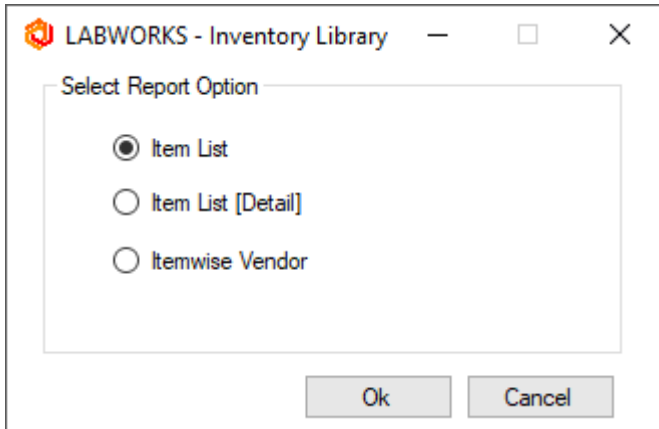 LABWORKS - Inventory Library
Select Report Option
Item List
Item List [Detail]
Itemwise Vendor
Ok Cancel